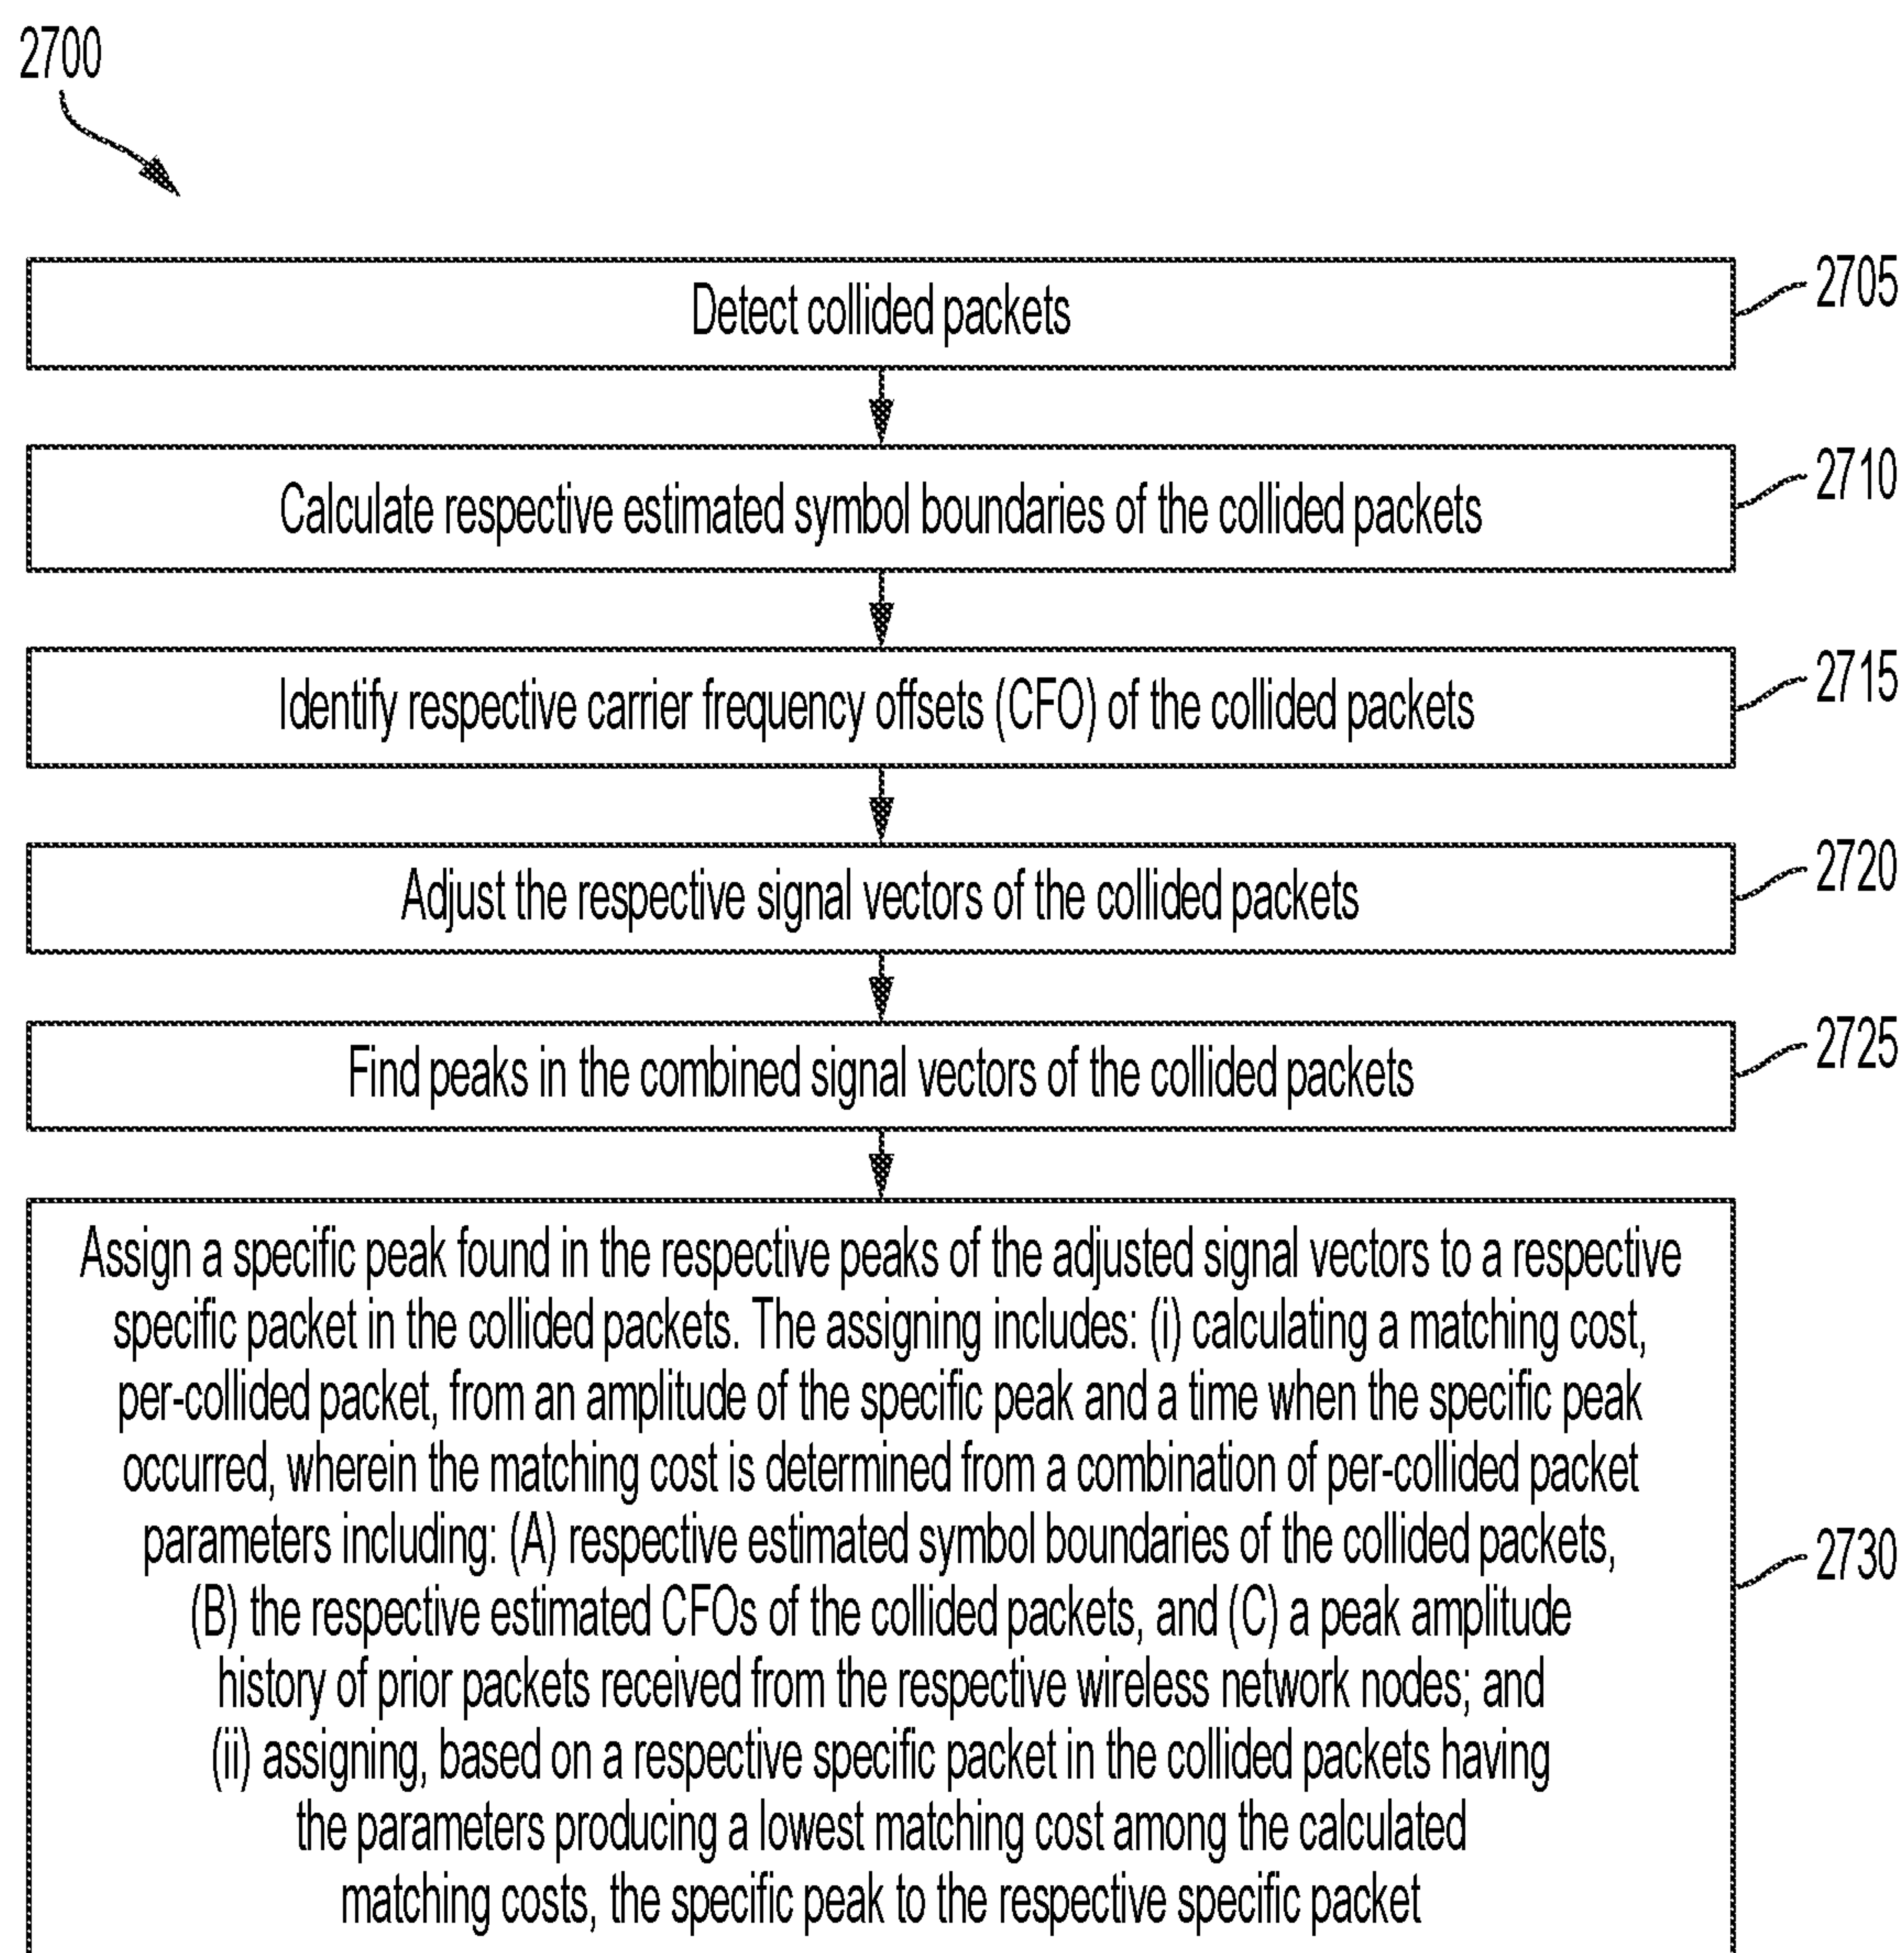 2700
Detect collided packets
2705
Calculate respective estimated symbol boundaries of the collided packets
2710
Identify respective carrier frequency offsets (CFO) of the collided packets
2715
Adjust the respective signal vectors of the collided packets
2720
Find peaks in the combined signal vectors of the collided packets
2725
Assign a specific peak found in the respective peaks of the adjusted signal vectors to a respective
specific packet in the collided packets. The assigning includes: (i) calculating a matching cost,
per-collided packet, from an amplitude of the specific peak and a time when the specific peak
occurred, wherein the matching cost is determined from a combination of per-collided packet
parameters including: (A) respective estimated symbol boundaries of the collided packets,
(B) the respective estimated CFOs of the collided packets, and (C) a peak amplitude
history of prior packets received from the respective wireless network nodes; and
(ii) assigning, based on a respective specific packet in the collided packets having
the parameters producing a lowest matching cost among the calculated
matching costs, the specific peak to the respective specific packet
2730